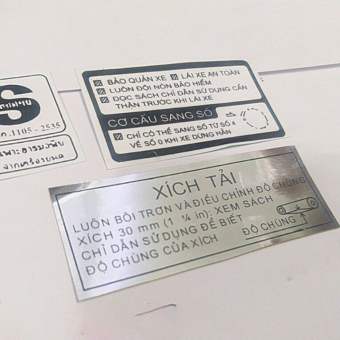 BẢO QUẢN XE LÁI XE AN TOÀN
LUÔN ĐỘI NÓN BẢO HIỂM
ĐỌC SÁCH CHỈ DẪN SỬ DỤNG CẨN
THẬN TRƯỚC KHI LÁI XE
CƠ CẤU SANG SỐ
CHỈ CÓ THỂ SANG SỐ TỪ SỐ 4
VỀ SỐ 0 KHI XE DỪNG HẲN
S
1105-2535
XÍCH TẢI
LUÔN BÔI TRƠN VÀ ĐIỀU CHỈNH ĐỘ CHÙNG
XÍCH 30 mm (1 ¼ in). XEM SÁCH
CHỈ DẪN SỬ DỤNG ĐỂ BIẾT
ĐỘ CHÙNG CỦA XÍCH
ĐỘ CHÙNG